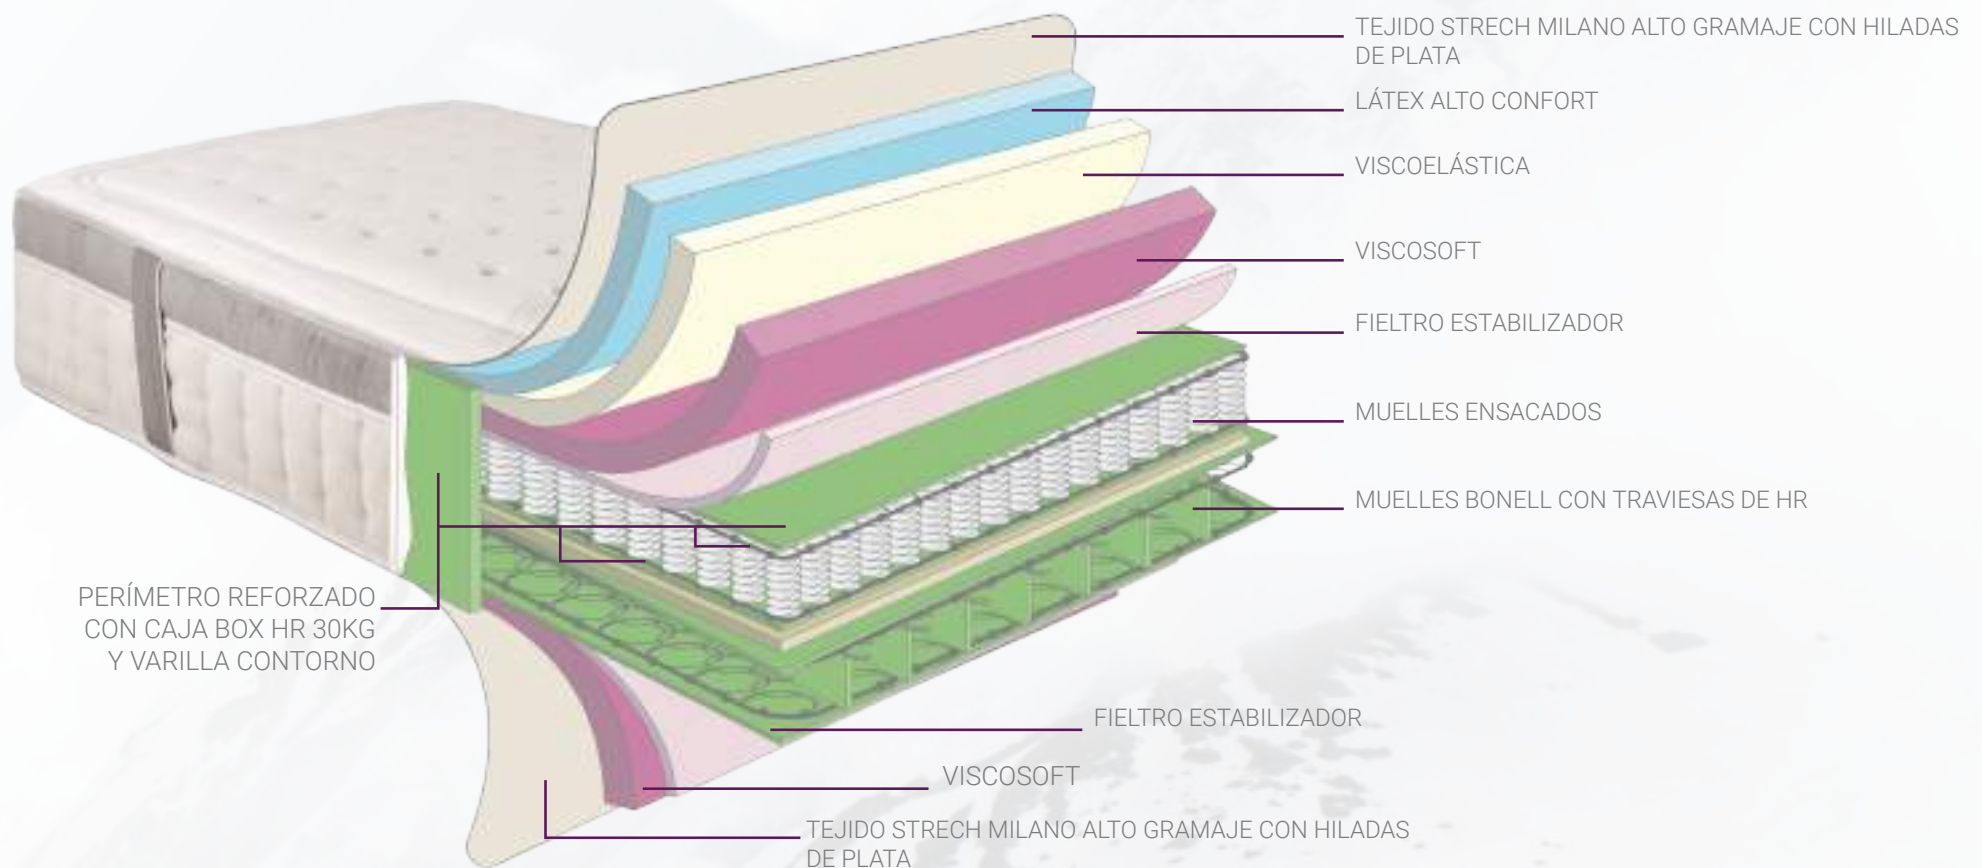 TEJIDO STRECH MILANO ALTO GRAMAJE CON HILADAS
DE PLATA
LÁTEX ALTO CONFORT
VISCOELÁSTICA
VISCOSOFT
FIELTRO ESTABILIZADOR
MUELLES ENSACADOS
MUELLES BONELL CON TRAVIESAS DE HR
PERÍMETRO REFORZADO
CON CAJA BOX HR 30KG
Y VARILLA CONTORNO
FIELTRO ESTABILIZADOR
VISCOSOFT
TEJIDO STRECH MILANO ALTO GRAMAJE CON HILADAS
DE PLATA